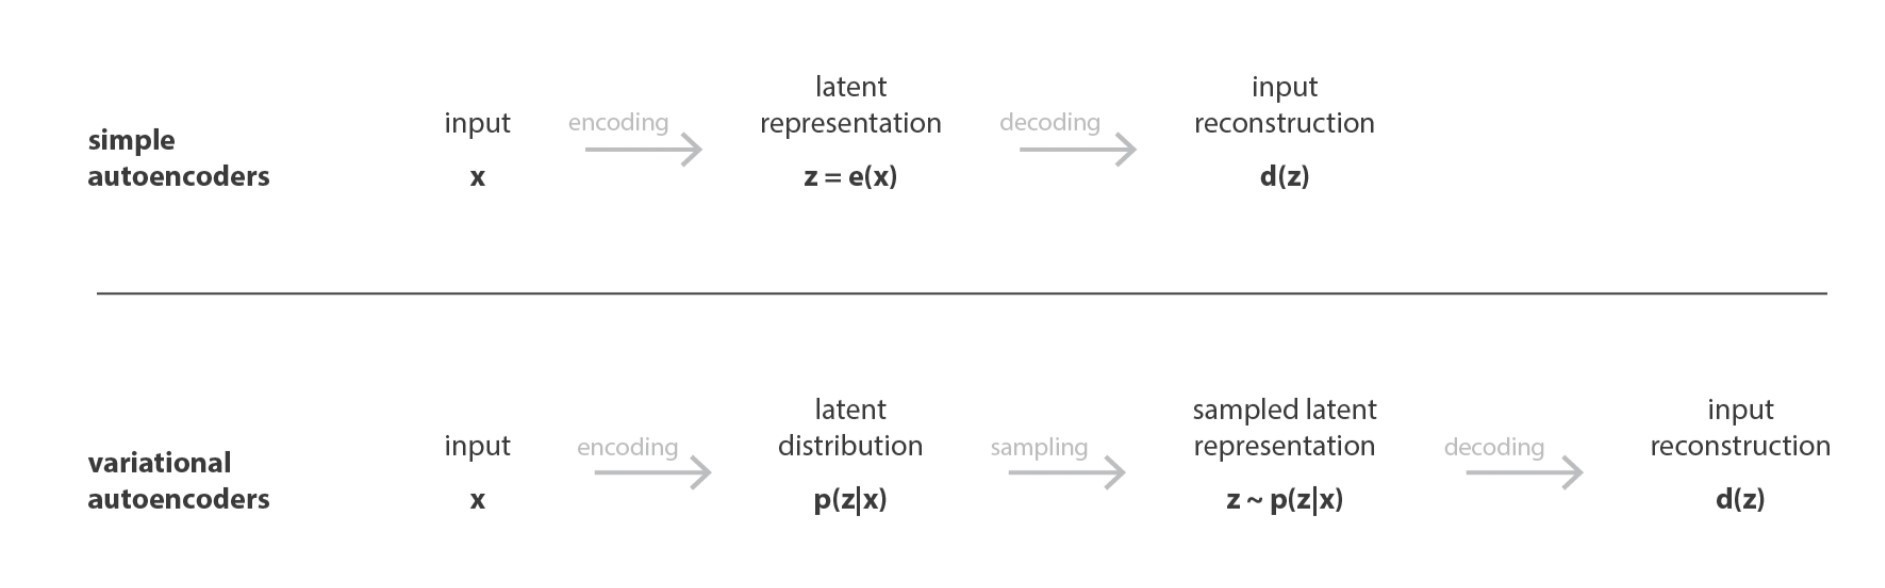 simple
autoencoders
input
x
encoding
latent
representation
z = e(x)
decoding
input
reconstruction
d(z)
variational
autoencoders
input
x
encoding
latent
distribution
p(z|x)
sampling
sampled latent
representation
z ~ p(z|x)
decoding
input
reconstruction
d(z)